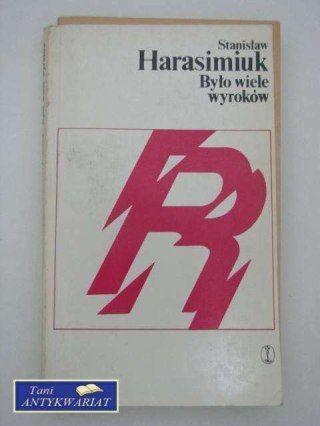 Stanisław
Harasimiuk
Było wiele
wyroków
R
Tani
ANTYKWARIAT